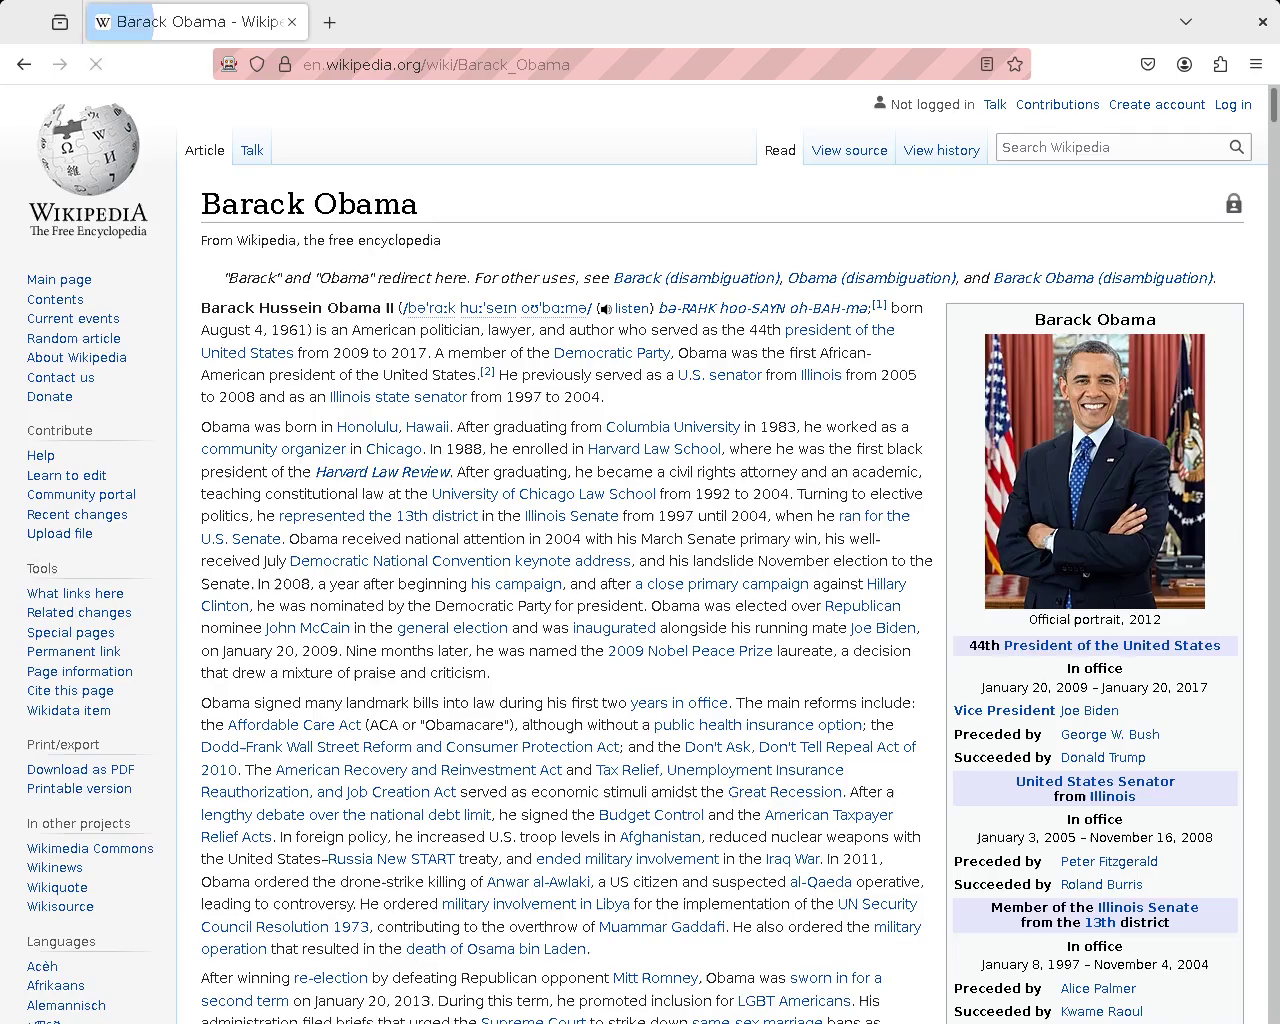 Barack Obama - Wikip
en.wikipedia.org/wiki/Barack_Obama
Not logged in Talk Contributions Create account Log in
Article Talk Read View source View history Search Wikipedia
WIKIPEDIA
The Free Encyclopedia
Main page
Contents
Current events
Random article
About Wikipedia
Contact us
Donate
Contribute
Help
Learn to edit
Community portal
Recent changes
Upload file
Tools
What links here
Related changes
Special pages
Permanent link
Page information
Cite this page
Wikidata item
Print/export
Download as PDF
Printable version
In other projects
Wikimedia Commons
Wikinews
Wikiquote
Wikisource
Languages
Acèh
Afrikaans
Alemannisch
Barack Obama
From Wikipedia, the free encyclopedia
"Barack" and "Obama" redirect here. For other uses, see Barack (disambiguation), Obama (disambiguation), and Barack Obama (disambiguation).
Barack Hussein Obama II (/bəˈrɑːk huːˈseɪn oʊˈbɑːmə/ (listen) bə-RAHK hoo-SAYN oh-BAH-mə;[1] born
August 4, 1961) is an American politician, lawyer, and author who served as the 44th president of the
United States from 2009 to 2017. A member of the Democratic Party, Obama was the first African-
American president of the United States.[2] He previously served as a U.S. senator from Illinois from 2005
to 2008 and as an Illinois state senator from 1997 to 2004.
Obama was born in Honolulu, Hawaii. After graduating from Columbia University in 1983, he worked as a
community organizer in Chicago. In 1988, he enrolled in Harvard Law School, where he was the first black
president of the Harvard Law Review. After graduating, he became a civil rights attorney and an academic,
teaching constitutional law at the University of Chicago Law School from 1992 to 2004. Turning to elective
politics, he represented the 13th district in the Illinois Senate from 1997 until 2004, when he ran for the
U.S. Senate. Obama received national attention in 2004 with his March Senate primary win, his well-
received July Democratic National Convention keynote address, and his landslide November election to the
Senate. In 2008, a year after beginning his campaign, and after a close primary campaign against Hillary
Clinton, he was nominated by the Democratic Party for president. Obama was elected over Republican
nominee John McCain in the general election and was inaugurated alongside his running mate Joe Biden,
on January 20, 2009. Nine months later, he was named the 2009 Nobel Peace Prize laureate, a decision
that drew a mixture of praise and criticism.
Obama signed many landmark bills into law during his first two years in office. The main reforms include:
the Affordable Care Act (ACA or "Obamacare"), although without a public health insurance option; the
Dodd–Frank Wall Street Reform and Consumer Protection Act; and the Don't Ask, Don't Tell Repeal Act of
2010. The American Recovery and Reinvestment Act and Tax Relief, Unemployment Insurance
Reauthorization, and Job Creation Act served as economic stimuli amidst the Great Recession. After a
lengthy debate over the national debt limit, he signed the Budget Control and the American Taxpayer
Relief Acts. In foreign policy, he increased U.S. troop levels in Afghanistan, reduced nuclear weapons with
the United States–Russia New START treaty, and ended military involvement in the Iraq War. In 2011,
Obama ordered the drone-strike killing of Anwar al-Awlaki, a US citizen and suspected al-Qaeda operative,
leading to controversy. He ordered military involvement in Libya for the implementation of the UN Security
Council Resolution 1973, contributing to the overthrow of Muammar Gaddafi. He also ordered the military
operation that resulted in the death of Osama bin Laden.
After winning re-election by defeating Republican opponent Mitt Romney, Obama was sworn in for a
second term on January 20, 2013. During this term, he promoted inclusion for LGBT Americans. His
administration filed briefs that urged the Supreme Court to strike down same-sex marriage bans as
Barack Obama
Official portrait, 2012
44th President of the United States
In office
January 20, 2009 – January 20, 2017
Vice President Joe Biden
Preceded by George W. Bush
Succeeded by Donald Trump
United States Senator
from Illinois
In office
January 3, 2005 – November 16, 2008
Preceded by Peter Fitzgerald
Succeeded by Roland Burris
Member of the Illinois Senate
from the 13th district
In office
January 8, 1997 – November 4, 2004
Preceded by Alice Palmer
Succeeded by Kwame Raoul